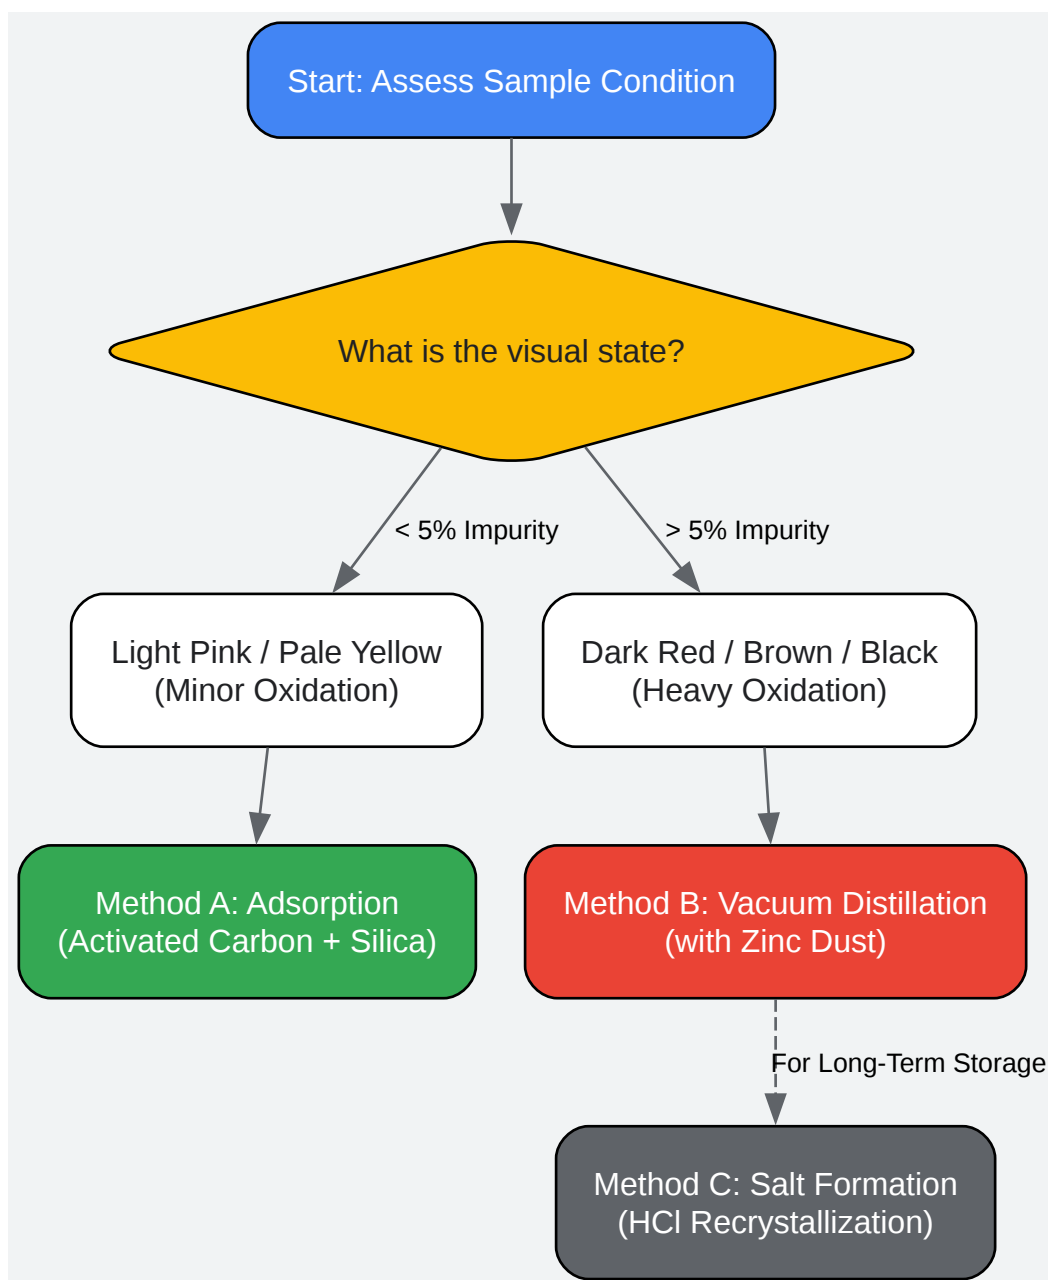 Start: Assess Sample Condition
What is the visual state?
< 5% Impurity
> 5% Impurity
Light Pink / Pale Yellow
(Minor Oxidation)
Dark Red / Brown / Black
(Heavy Oxidation)
Method A: Adsorption
(Activated Carbon + Silica)
Method B: Vacuum Distillation
(with Zinc Dust)
For Long-Term Storage
Method C: Salt Formation
(HCl Recrystallization)